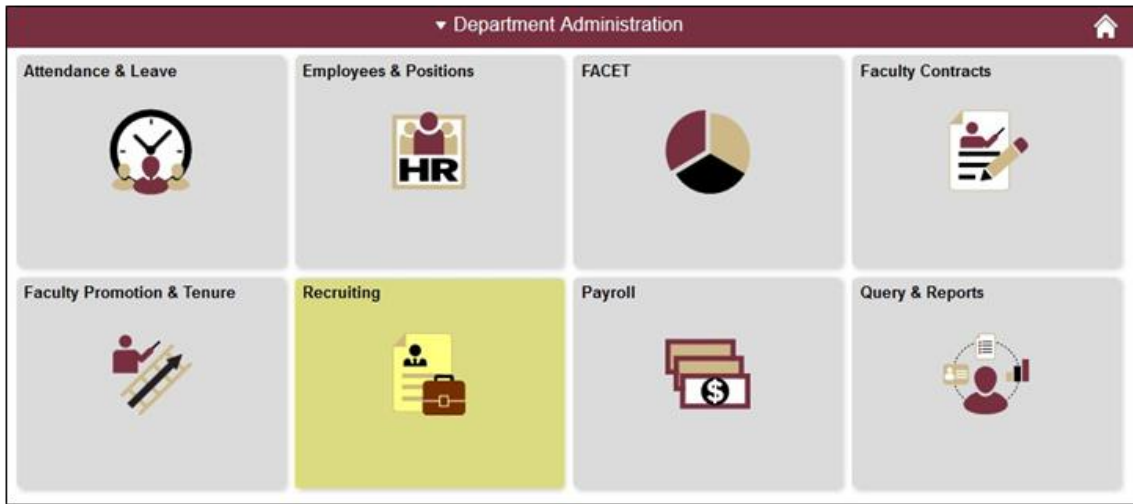 Department Administration
Attendance & Leave
Employees & Positions
FACET
Faculty Contracts
HR
Faculty Promotion & Tenure
Recruiting
Payroll
Query & Reports
$